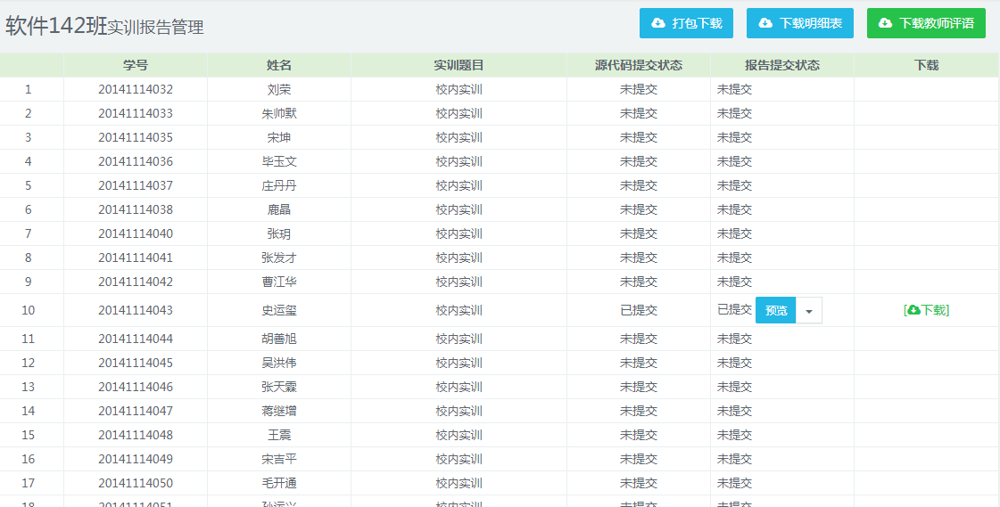 软件142班实训报告管理 打包下载 下载明细表 下载教师评语
学号 姓名 实训题目 源代码提交状态 报告提交状态 下载
1 20141114032 刘荣 校内实训 未提交 未提交
2 20141114033 朱帅默 校内实训 未提交 未提交
3 20141114035 宋坤 校内实训 未提交 未提交
4 20141114036 毕玉文 校内实训 未提交 未提交
5 20141114037 庄丹丹 校内实训 未提交 未提交
6 20141114038 鹿晶 校内实训 未提交 未提交
7 20141114040 张玥 校内实训 未提交 未提交
8 20141114041 张发才 校内实训 未提交 未提交
9 20141114042 曹江华 校内实训 未提交 未提交
10 20141114043 史运玺 校内实训 已提交 已提交 预览 [下载]
11 20141114044 胡善旭 校内实训 未提交 未提交
12 20141114045 吴洪伟 校内实训 未提交 未提交
13 20141114046 张天霖 校内实训 未提交 未提交
14 20141114047 蒋继增 校内实训 未提交 未提交
15 20141114048 王震 校内实训 未提交 未提交
16 20141114049 宋吉平 校内实训 未提交 未提交
17 20141114050 毛开通 校内实训 未提交 未提交
18 20141114051 孙运兴 校内实训 未提交 未提交